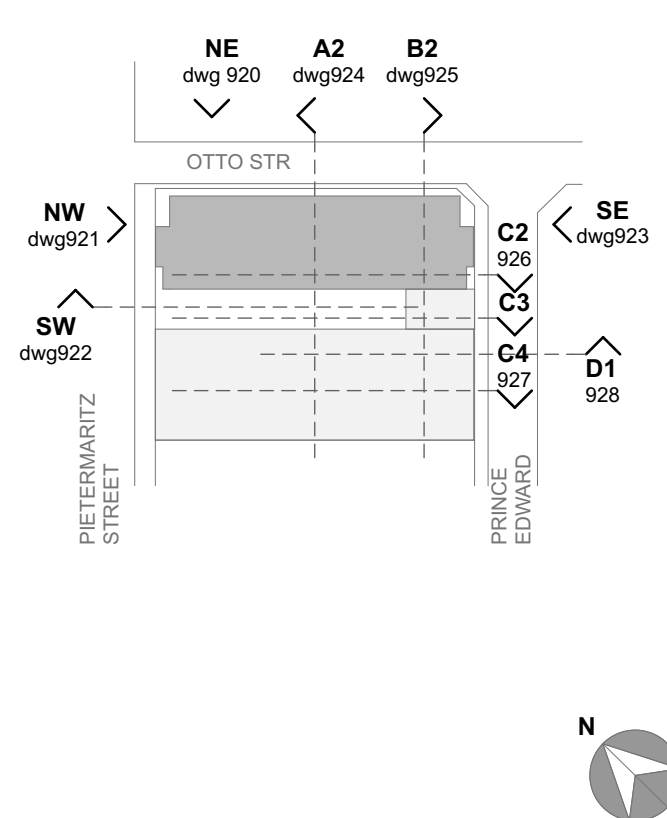 NE
dwg 920
A2
dwg924
B2
dwg925
OTTO STR
NW
dwg921
SE
dwg923
C2
926
C3
SW
dwg922
C4
927
D1
928
PIETERMARITZ
STREET
PRINCE
EDWARD
N